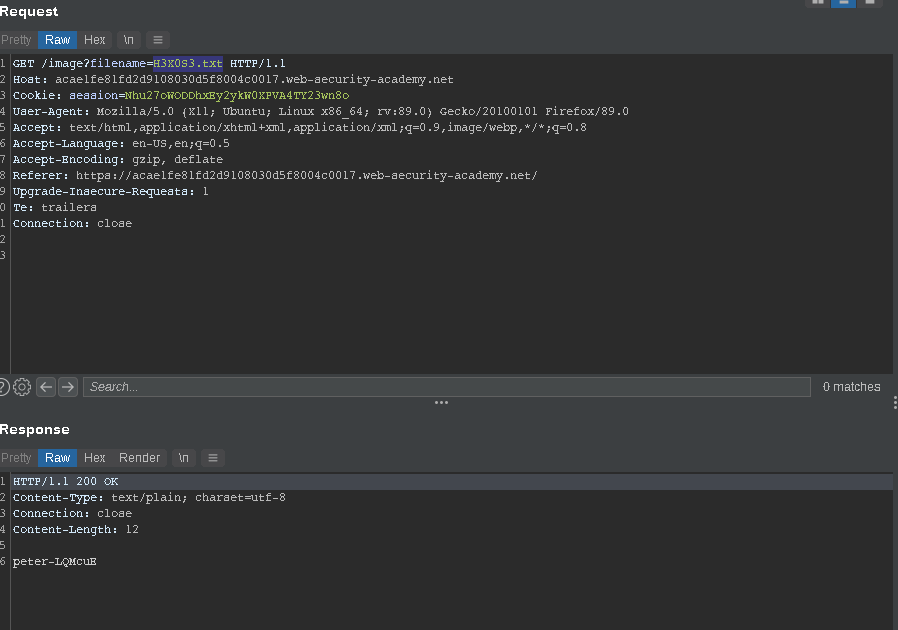 Request
Pretty Raw Hex \n
1 GET /image?filename=H3X0S3.txt HTTP/1.1
2 Host: acae1fe81fd2d9108030d5f8004c0017.web-security-academy.net
3 Cookie: session=Nhu27oWODDhxEy2ykW0XPVA4TY23wn8o
4 User-Agent: Mozilla/5.0 (X11; Ubuntu; Linux x86_64; rv:89.0) Gecko/20100101 Firefox/89.0
5 Accept: text/html,application/xhtml+xml,application/xml;q=0.9,image/webp,*/*;q=0.8
6 Accept-Language: en-US,en;q=0.5
7 Accept-Encoding: gzip, deflate
8 Referer: https://acae1fe81fd2d9108030d5f8004c0017.web-security-academy.net/
9 Upgrade-Insecure-Requests: 1
0 Te: trailers
1 Connection: close
2
3
Search... 0 matches
Response
Pretty Raw Hex Render \n
1 HTTP/1.1 200 OK
2 Content-Type: text/plain; charset=utf-8
3 Connection: close
4 Content-Length: 12
5
6 peter-LQMcuE